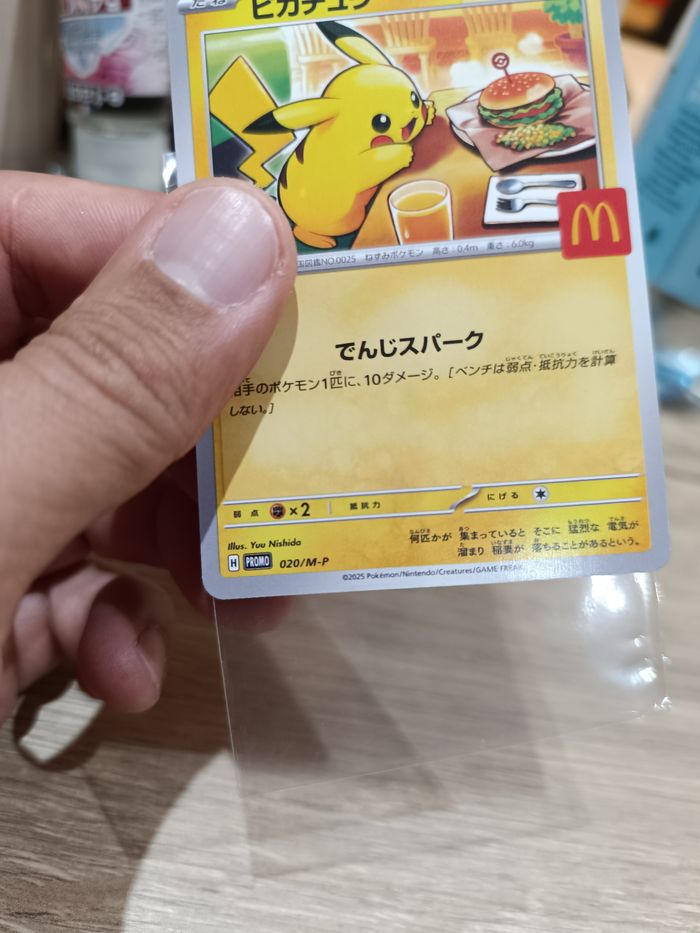 たね
ピカチュウ
国図鑑NO.0025 ねずみポケモン 高さ:0.4m 重さ:6.0kg
でんじスパーク
相手のポケモン1匹に、10ダメージ。[ベンチは弱点・抵抗力を計算
しない。]
弱点 ×2 抵抗力 にげる
何匹かが 集まっていると そこに 猛烈な 電気が
溜まり 稲妻が 落ちることがあるという。
Illus. Yuu Nishida
H PROMO 020/M-P
©2025 Pokémon/Nintendo/Creatures/GAME FREAK